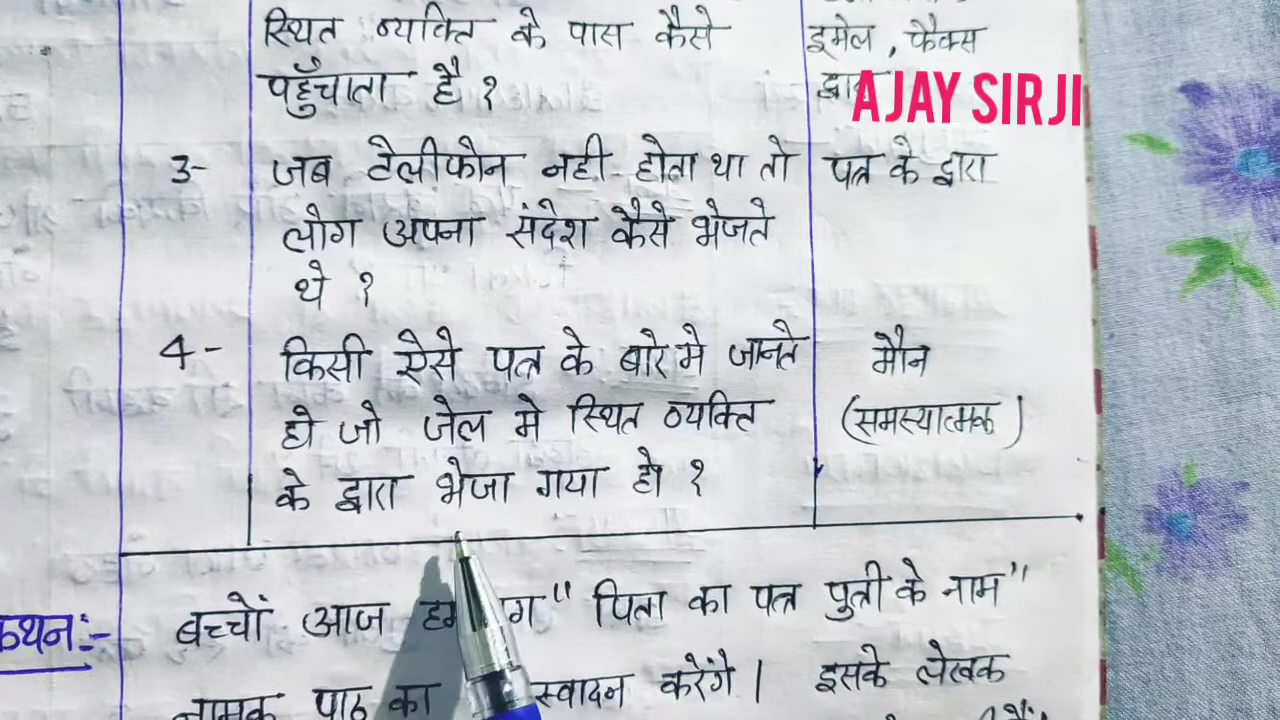 स्थित व्यक्ति के पास कैसे
पहुँचाता है ?
इमेल , फैक्स
AJAY SIRJI
3-
जब टेलीफोन नही होता था तो
लोग अपना संदेश कैसे भेजते
थे ?
पत्र के द्वारा
4-
किसी ऐसे पत्र के बारे मे जानते
हो जो जेल मे स्थित व्यक्ति
के द्वारा भेजा गया हो ?
मौन
(समस्यात्मक)
कथन:-
बच्चों आज " पिता का पत्र पुत्री के नाम "
नामक पाठ का करेंगे । इसके लेखक